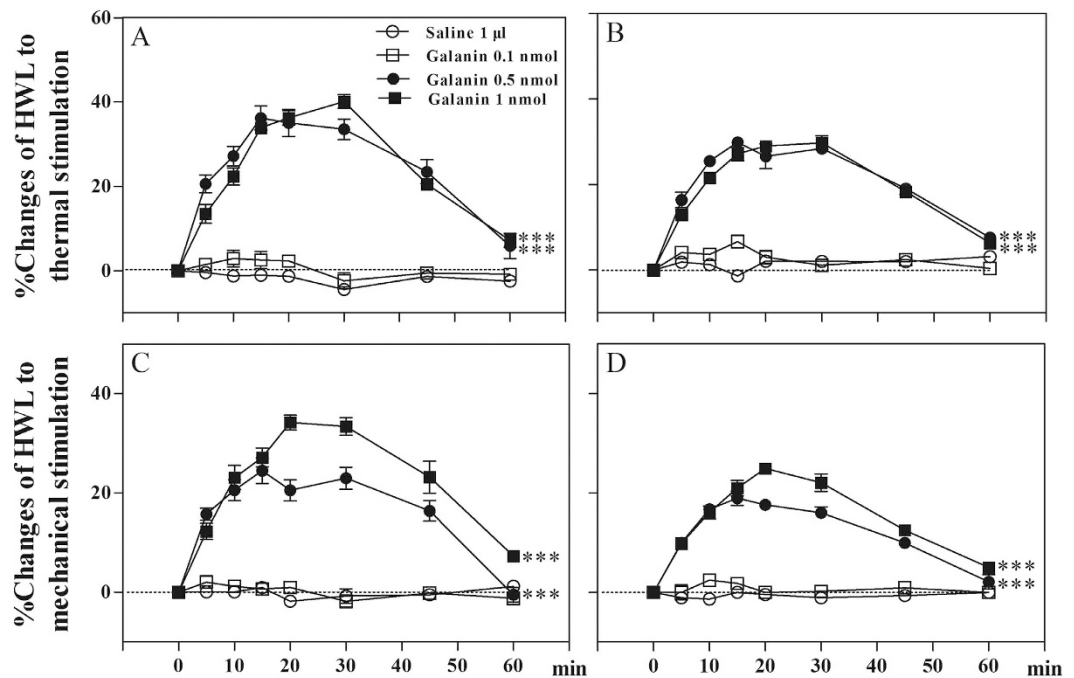 %Changes of HWL to
thermal stimulation
60
40
20
0
A
Saline 1 µl
Galanin 0.1 nmol
Galanin 0.5 nmol
Galanin 1 nmol
***
***
B
***
***
%Changes of HWL to
mechanical stimulation
40
20
0
C
***
***
D
***
***
0 10 20 30 40 50 60 min
0 10 20 30 40 50 60 min